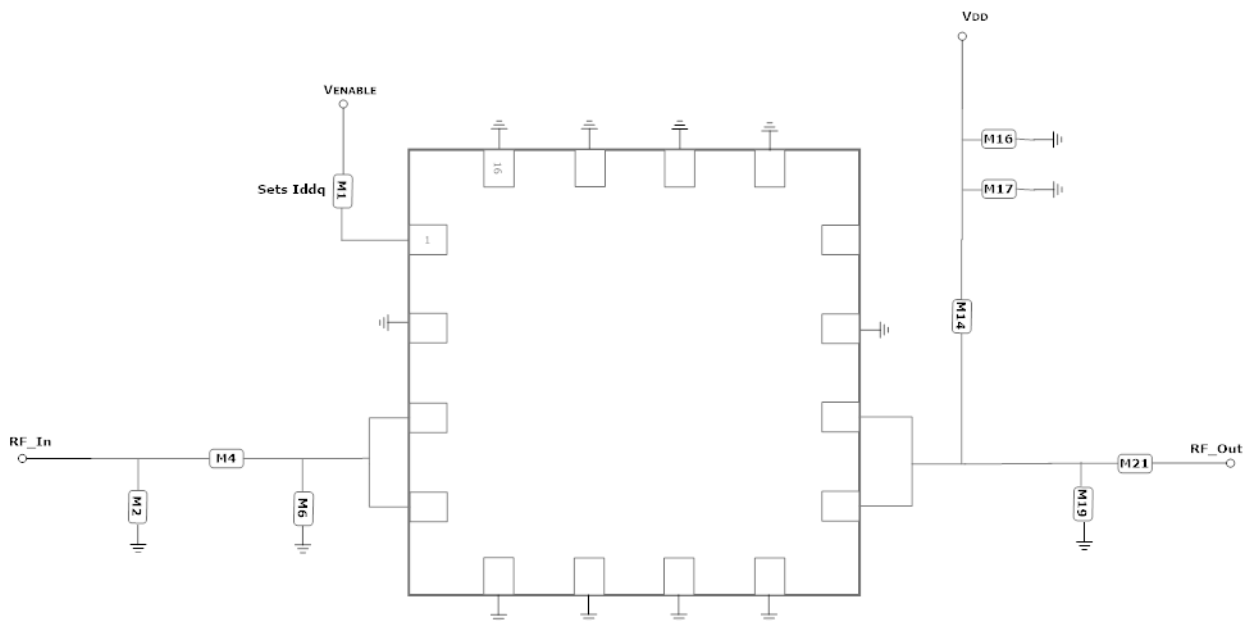 VDD
VENABLE
M16
16
Sets Iddq
M1
M17
1
M14
RF_In
M4
RF_Out
M21
M2
M6
M19